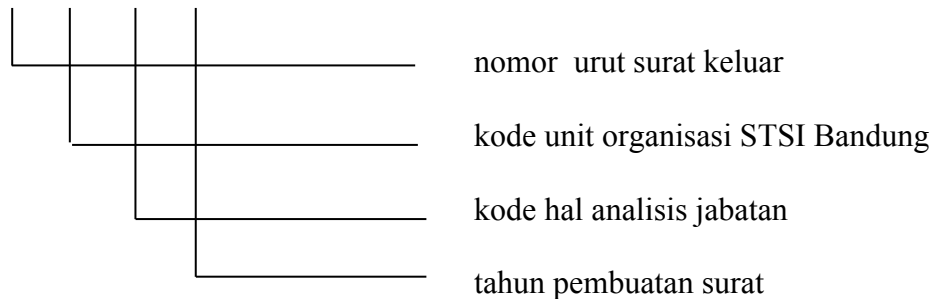 nomor urut surat keluar
kode unit organisasi STSI Bandung
kode hal analisis jabatan
tahun pembuatan surat